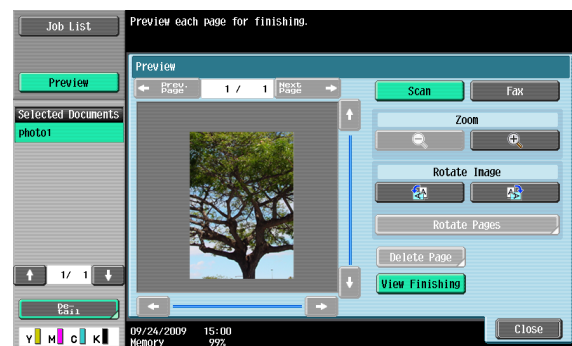 Job List
Preview each page for finishing.
Preview
Preview
Prev. Page
1 / 1
Next Page
Scan
Fax
Selected Documents
photo1
Zoom
Rotate Image
Rotate Pages
Delete Page
View Finishing
1/ 1
De-
tail
Y M C K
09/24/2009 15:00
Memory 99%
Close